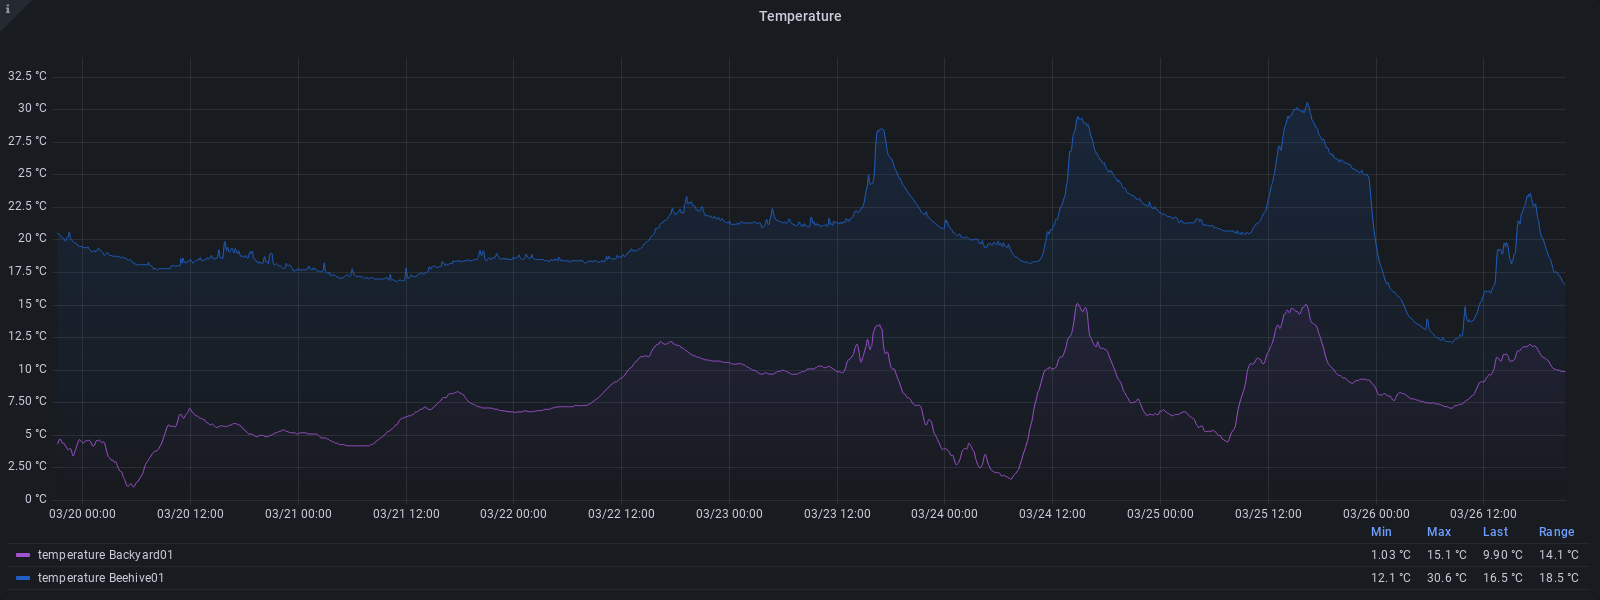 i
Temperature
32.5 °C
30 °C
27.5 °C
25 °C
22.5 °C
20 °C
17.5 °C
15 °C
12.5 °C
10 °C
7.50 °C
5 °C
2.50 °C
0 °C
03/20 00:00 03/20 12:00 03/21 00:00 03/21 12:00 03/22 00:00 03/22 12:00 03/23 00:00 03/23 12:00 03/24 00:00 03/24 12:00 03/25 00:00 03/25 12:00 03/26 00:00 03/26 12:00
Min Max Last Range
temperature Backyard01 1.03 °C 15.1 °C 9.90 °C 14.1 °C
temperature Beehive01 12.1 °C 30.6 °C 16.5 °C 18.5 °C